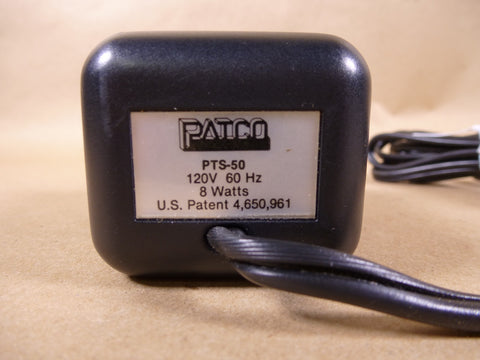 PATCO
PTS-50
120V 60 Hz
8 Watts
U.S. Patent 4,650,961